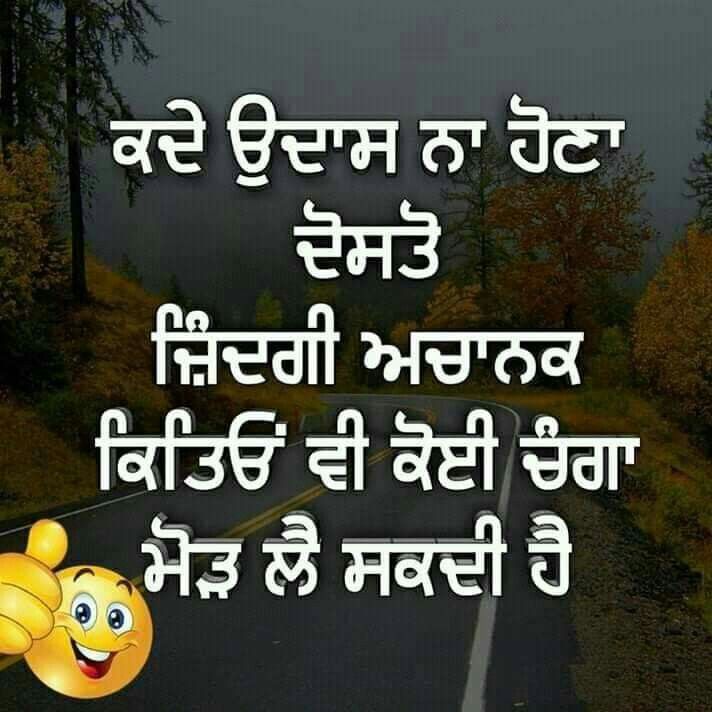 ਕਦੇ ਉਦਾਸ ਨਾ ਹੋਣਾ
ਦੋਸਤੋ
ਜ਼ਿੰਦਗੀ ਅਚਾਨਕ
ਕਿਤਿਓਂ ਵੀ ਕੋਈ ਚੰਗਾ
ਮੋੜ ਲੈ ਸਕਦੀ ਹੈ